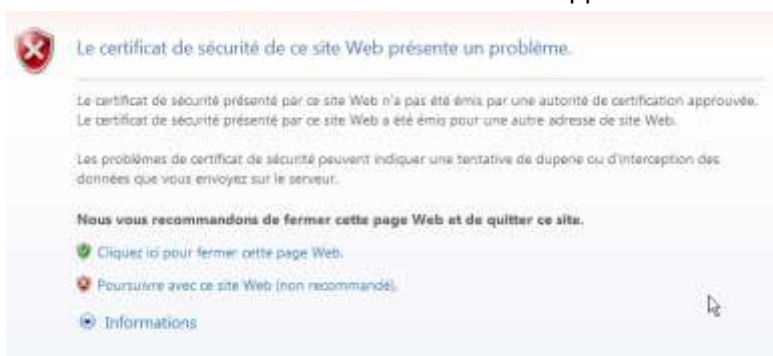 Le certificat de sécurité de ce site Web présente un problème.
Le certificat de sécurité présenté par ce site Web n'a pas été émis par une autorité de certification approuvée.
Le certificat de sécurité présenté par ce site Web a été émis pour une autre adresse de site Web.
Les problèmes de certificat de sécurité peuvent indiquer une tentative de duperie ou d'interception des
données que vous envoyez sur le serveur.
Nous vous recommandons de fermer cette page Web et de quitter ce site.
Cliquez ici pour fermer cette page Web.
Poursuivre avec ce site Web (non recommandé).
Informations